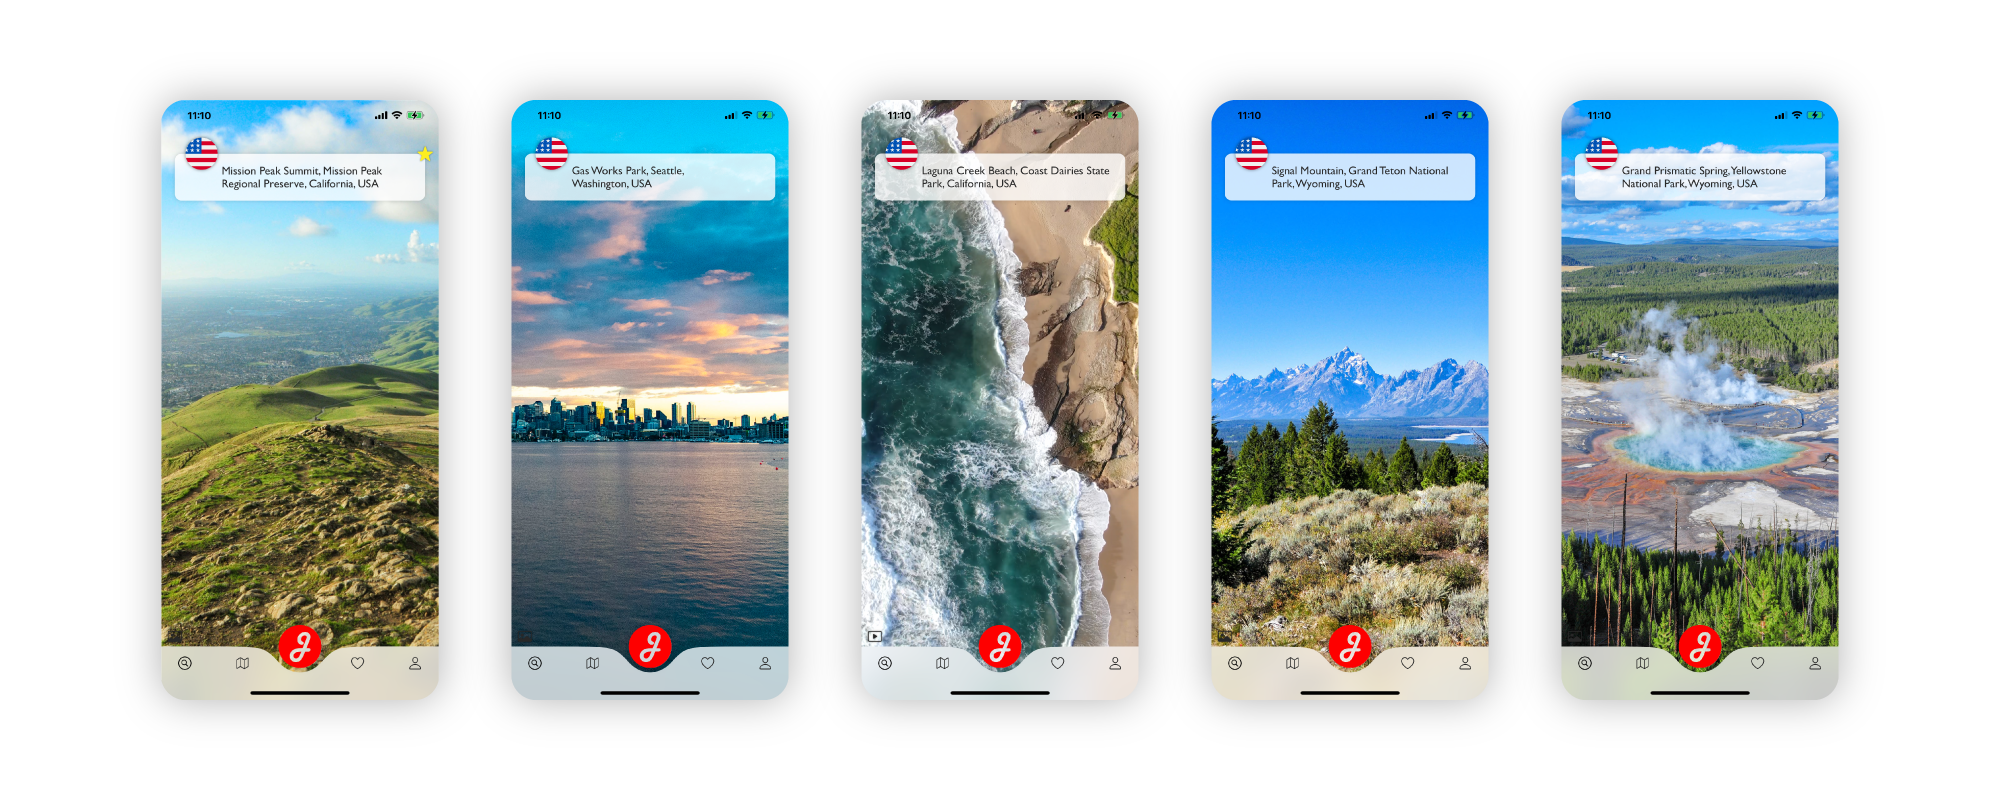 11:10
Mission Peak Summit, Mission Peak
Regional Preserve, California, USA
J
11:10
Gas Works Park, Seattle,
Washington, USA
J
11:10
Laguna Creek Beach, Coast Dairies State
Park, California, USA
J
11:10
Signal Mountain, Grand Teton National
Park, Wyoming, USA
J
11:10
Grand Prismatic Spring, Yellowstone
National Park, Wyoming, USA
J